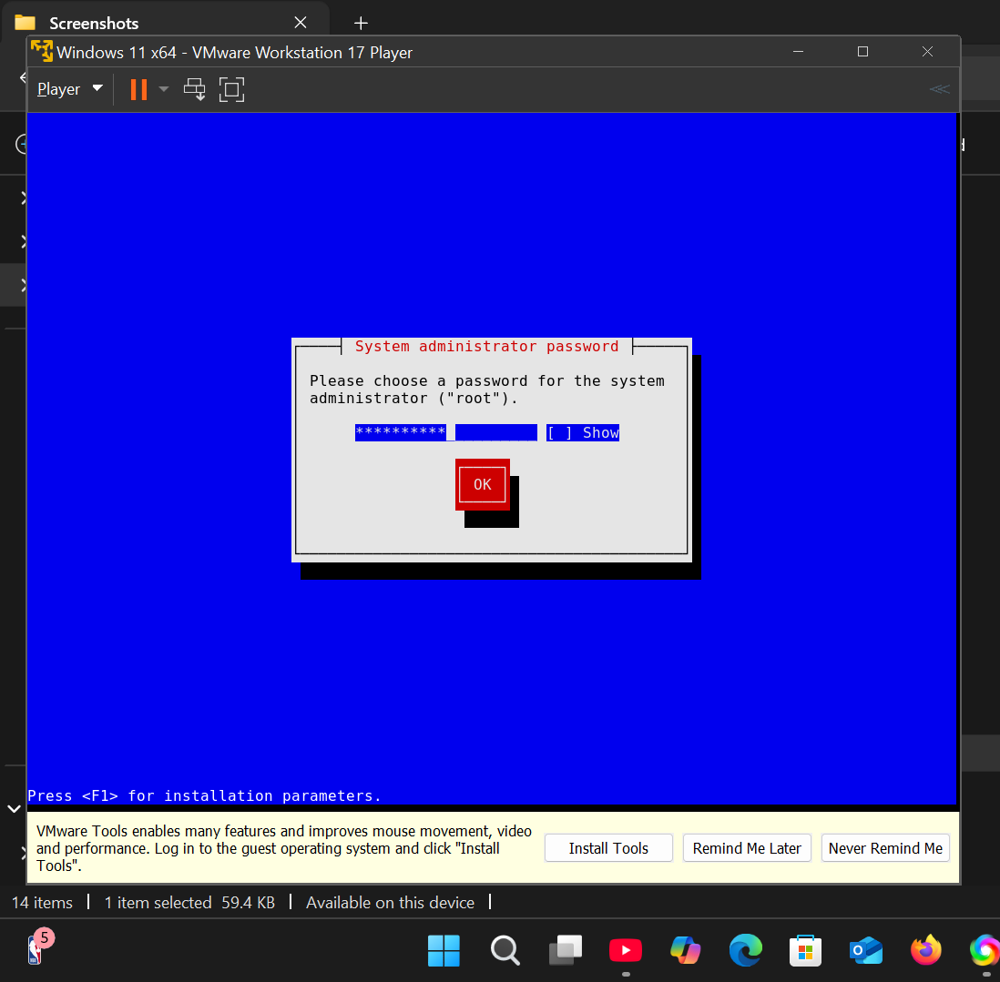 Screenshots
Windows 11 x64 - VMware Workstation 17 Player
Player
System administrator password
Please choose a password for the system
administrator ("root").
**********_ [ ] Show
OK
Press <F1> for installation parameters.
VMware Tools enables many features and improves mouse movement, video
and performance. Log in to the guest operating system and click "Install
Tools".
Install Tools
Remind Me Later
Never Remind Me
14 items
1 item selected 59.4 KB
Available on this device
5